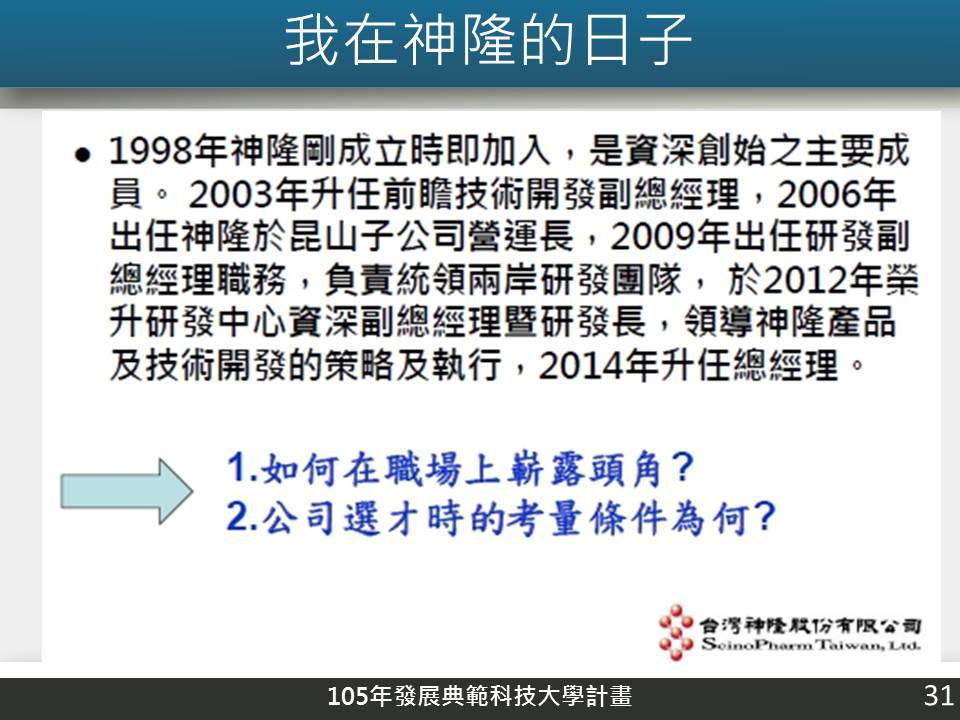 我在神隆的日子
• 1998年神隆剛成立時即加入，是資深創始之主要成
員。 2003年升任前瞻技術開發副總經理，2006年
出任神隆於昆山子公司營運長，2009年出任研發副
總經理職務，負責統領兩岸研發團隊， 於2012年榮
升研發中心資深副總經理暨研發長，領導神隆產品
及技術開發的策略及執行，2014年升任總經理。
1.如何在職場上嶄露頭角？
2.公司選才時的考量條件為何?
台灣神隆股份有限公司
ScinoPharm Taiwan, Ltd.
105年發展典範科技大學計畫
31